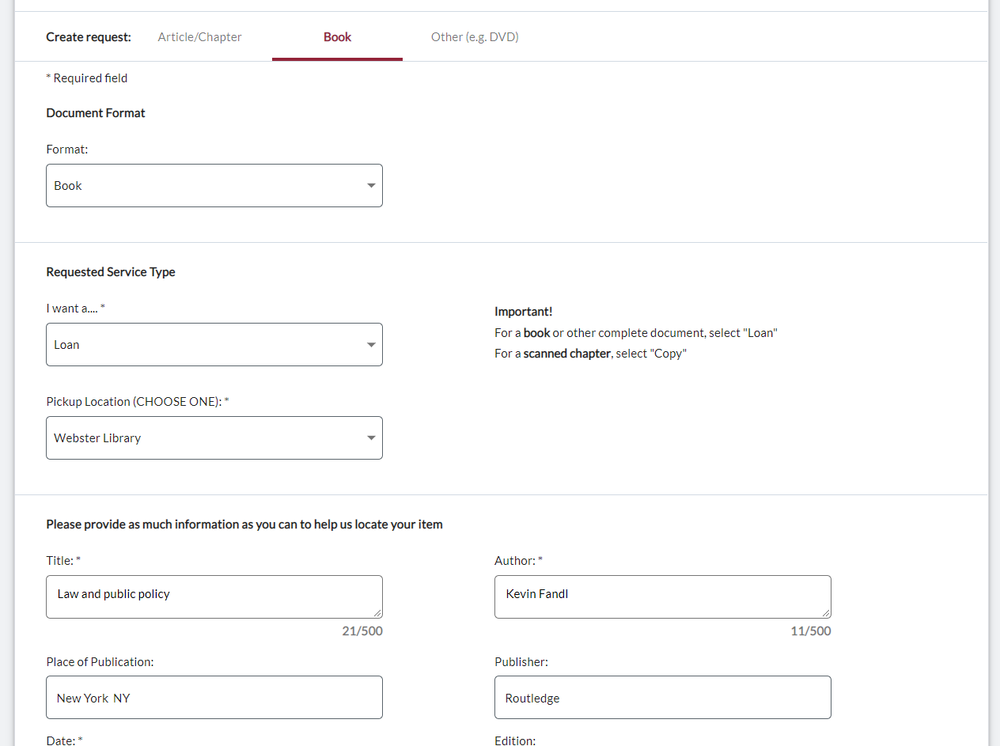 Create request: Article/Chapter Book Other (e.g. DVD)
* Required field
Document Format
Format:
Book
Requested Service Type
I want a.... *
Loan
Important!
For a book or other complete document, select "Loan"
For a scanned chapter, select "Copy"
Pickup Location (CHOOSE ONE): *
Webster Library
Please provide as much information as you can to help us locate your item
Title: *
Law and public policy
21/500
Author: *
Kevin Fandl
11/500
Place of Publication:
New York NY
Publisher:
Routledge
Date: *
Edition: